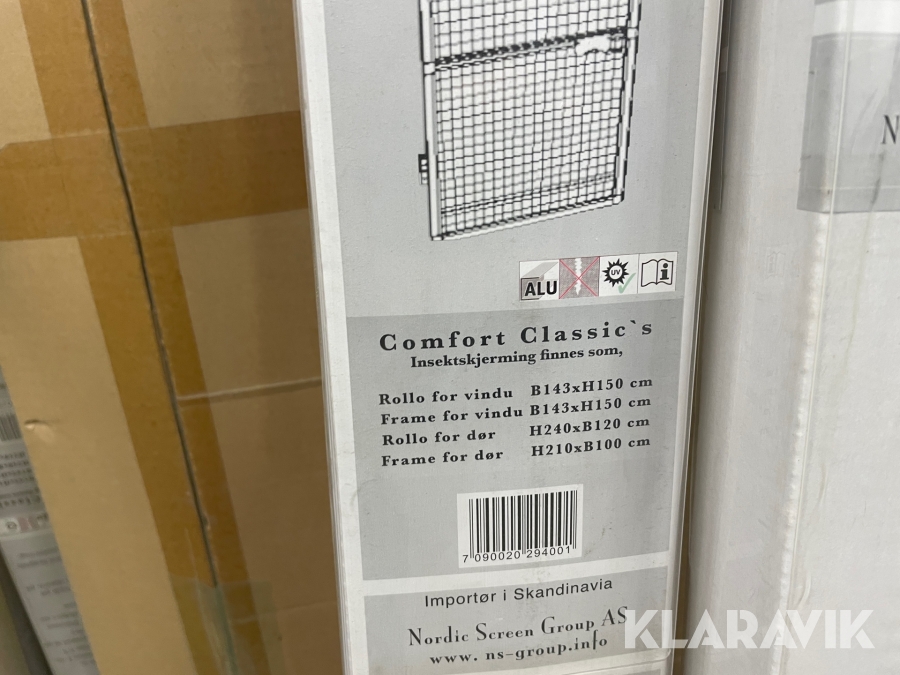 ALU
UV
i
Comfort Classic`s
Insektskjerming finnes som,
Rollo for vindu B143xH150 cm
Frame for vindu B143xH150 cm
Rollo for dør H240xB120 cm
Frame for dør H210xB100 cm
7 090020 294001
Importør i Skandinavia
Nordic Screen Group AS
www. ns-group.info
KLARAVIK
N